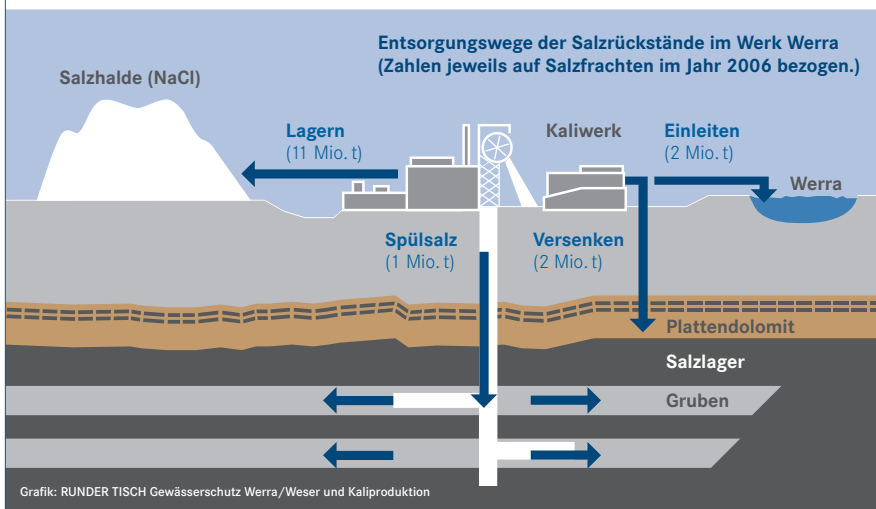 Entsorgungswege der Salzrückstände im Werk Werra
(Zahlen jeweils auf Salzfrachten im Jahr 2006 bezogen.)
Salzhalde (NaCl)
Lagern
(11 Mio. t)
Kaliwerk
Einleiten
(2 Mio. t)
Werra
Spülsalz
(1 Mio. t)
Versenken
(2 Mio. t)
Plattendolomit
Salzlager
Gruben
Grafik: RUNDER TISCH Gewässerschutz Werra/Weser und Kaliproduktion